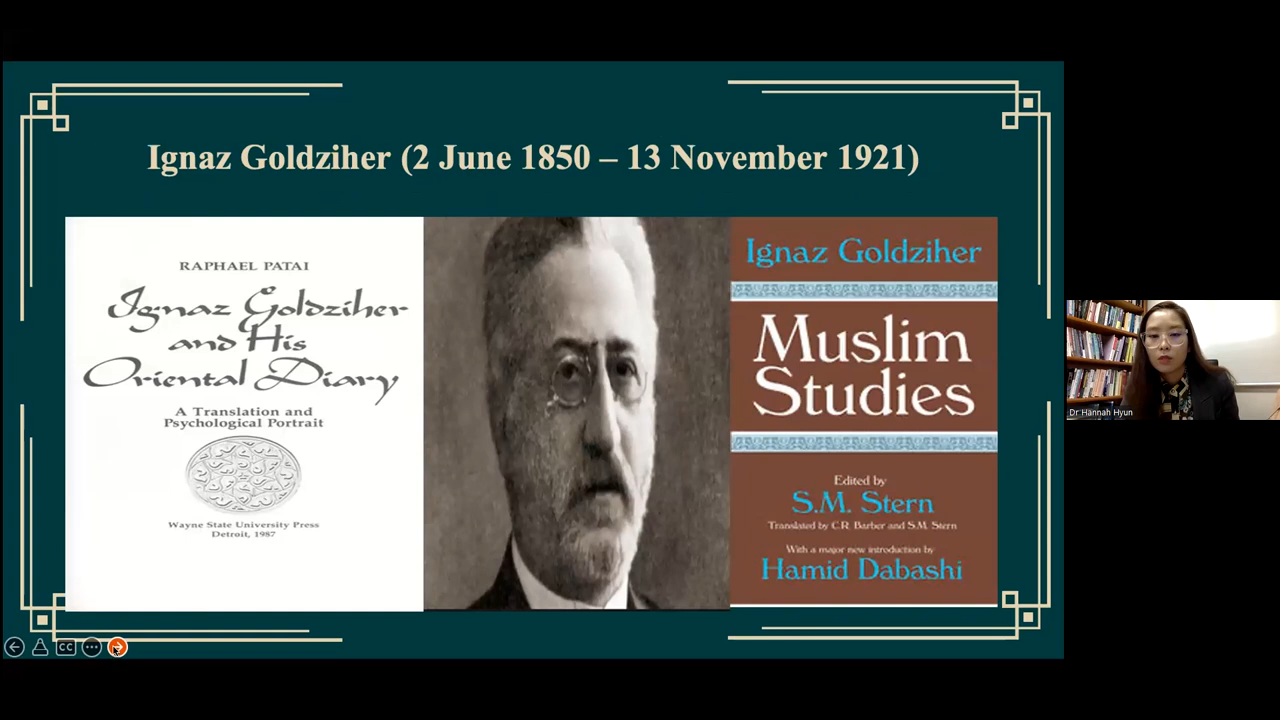 Ignaz Goldziher (2 June 1850 – 13 November 1921)
RAPHAEL PATAI
Ignaz Goldziher
and His
Oriental Diary
A Translation and
Psychological Portrait
Wayne State University Press
Detroit, 1987
Ignaz Goldziher
Muslim
Studies
Edited by
S.M. Stern
Translated by C.R. Barber and S.M. Stern
With a major new introduction by
Hamid Dabashi
Dr Hannah Hyun
CC